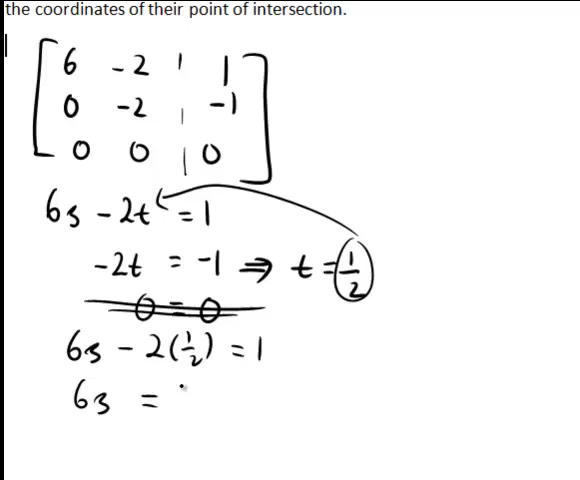 the coordinates of their point of intersection.
6 -2 | 1
0 -2 | -1
0 0 | 0
6s - 2t = 1
-2t = -1 ⇒ t = 1/2
0 = 0
6s - 2(1/2) = 1
6s =